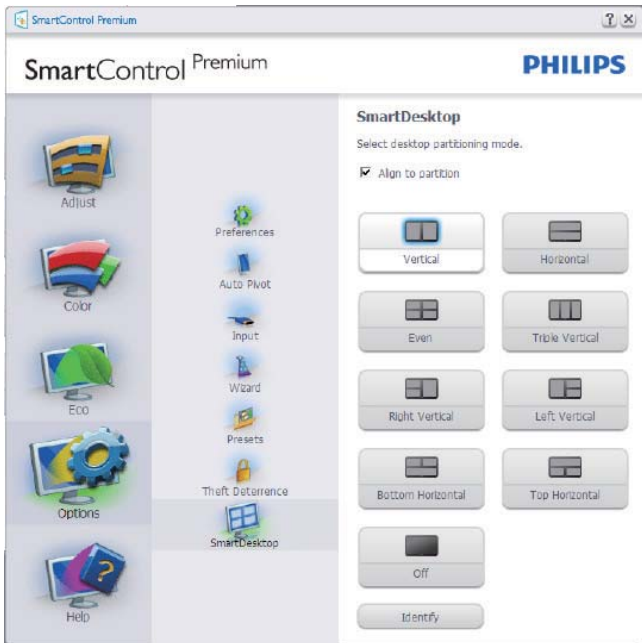 SmartControl Premium
SmartControl Premium
PHILIPS
Adjust
Color
Eco
Options
Help
Preferences
Auto Pivot
Input
Wizard
Presets
Theft Deterrence
SmartDesktop
SmartDesktop
Select desktop partitioning mode.
Align to partition
Vertical
Horizontal
Even
Triple Vertical
Right Vertical
Left Vertical
Bottom Horizontal
Top Horizontal
Off
Identify